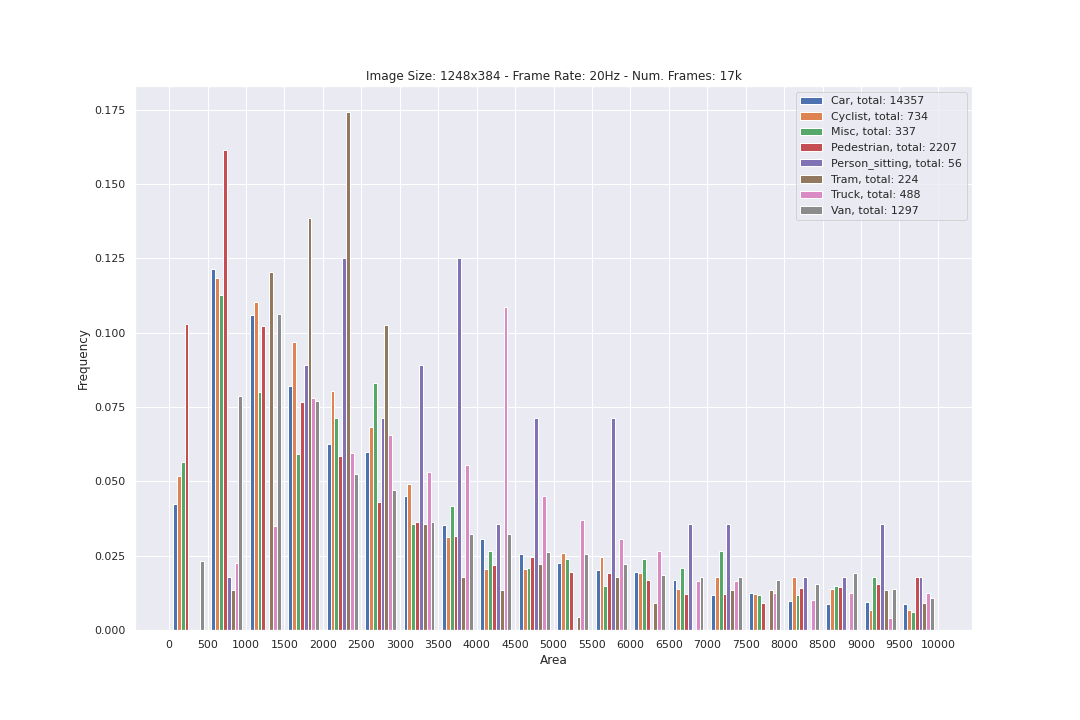 Image Size: 1248x384 - Frame Rate: 20Hz - Num. Frames: 17k
0.175
0.150
0.125
0.100
0.075
0.050
0.025
0.000
Frequency
Car, total: 14357
Cyclist, total: 734
Misc, total: 337
Pedestrian, total: 2207
Person_sitting, total: 56
Tram, total: 224
Truck, total: 488
Van, total: 1297
0 500 1000 1500 2000 2500 3000 3500 4000 4500 5000 5500 6000 6500 7000 7500 8000 8500 9000 9500 10000
Area